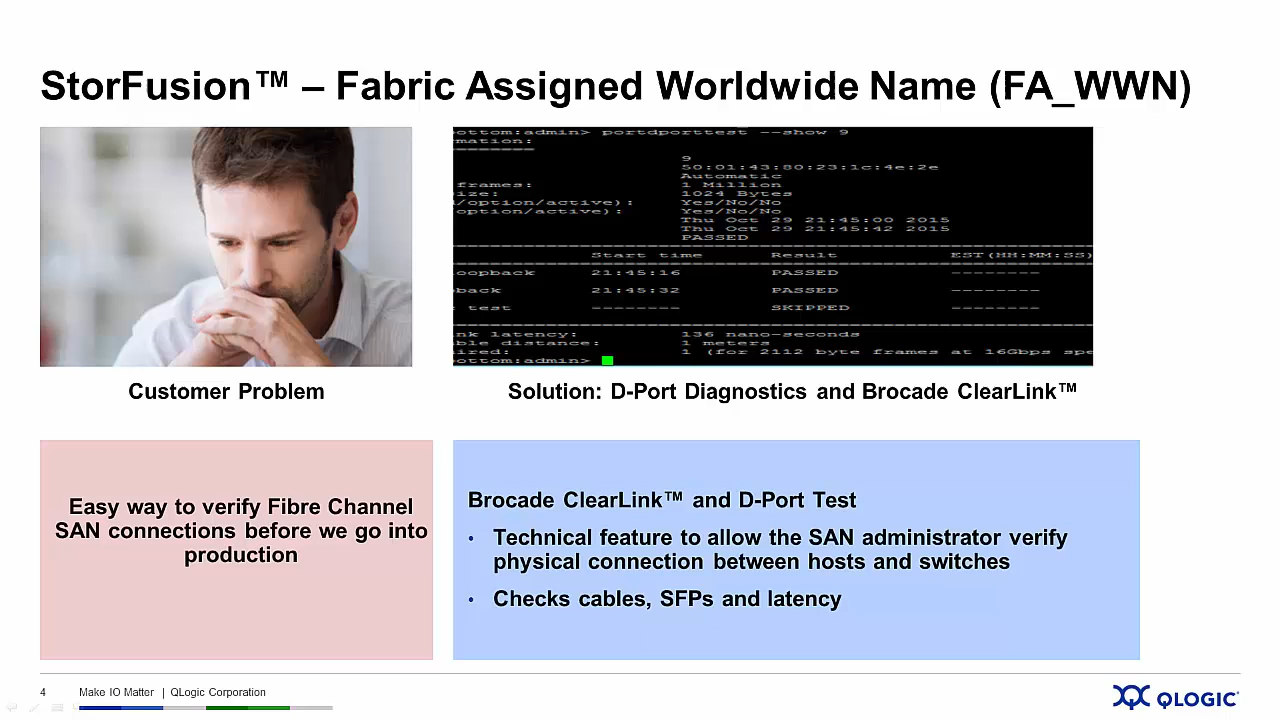 StorFusion™ – Fabric Assigned Worldwide Name (FA_WWN)
ottom:admin> portdporttest --show 9
mation:
9
50:01:43:80:23:1c:4e:2e
Automatic
frames: 1 Million
ize: 1024 Bytes
/option/active): Yes/No/No
option/active): Yes/No/No
Thu Oct 29 21:45:00 2015
Thu Oct 29 21:45:42 2015
PASSED
Start time Result EST(HH:MM:SS)
oopback 21:45:16 PASSED --------
back 21:45:32 PASSED --------
test -------- SKIPPED --------
nk latency: 136 nano-seconds
ble distance: 1 meters
ired: 1 (for 2112 byte frames at 16Gbps spe
ottom:admin>
Customer Problem
Solution: D-Port Diagnostics and Brocade ClearLink™
Easy way to verify Fibre Channel
SAN connections before we go into
production
Brocade ClearLink™ and D-Port Test
• Technical feature to allow the SAN administrator verify
physical connection between hosts and switches
• Checks cables, SFPs and latency
4 Make IO Matter | QLogic Corporation
QLOGIC